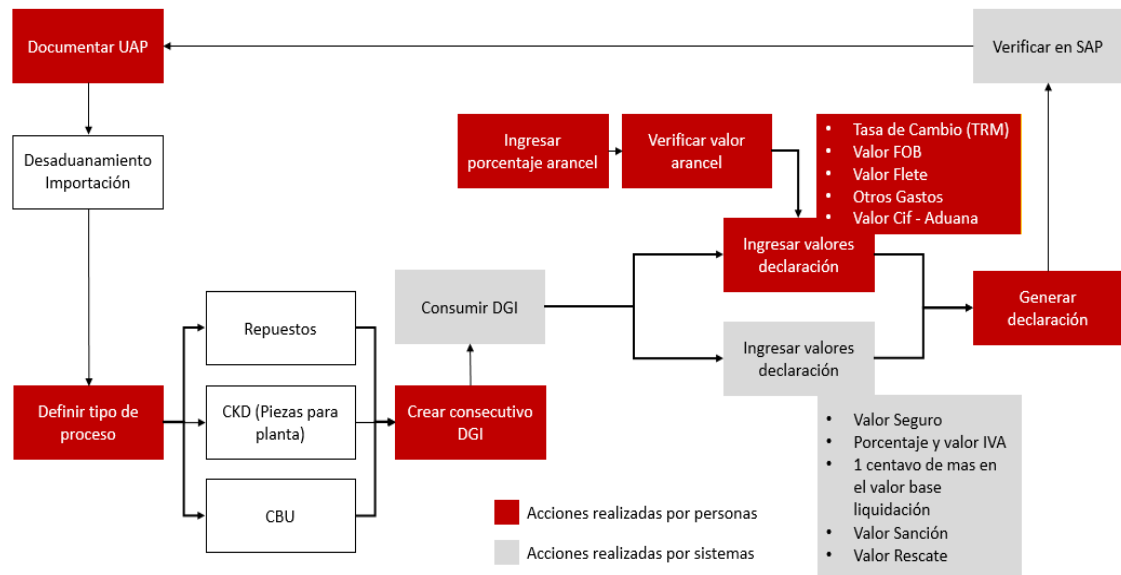 Documentar UAP
Verificar en SAP
Desaduanamiento
Importación
Ingresar
porcentaje arancel
Verificar valor
arancel
• Tasa de Cambio (TRM)
• Valor FOB
• Valor Flete
• Otros Gastos
• Valor Cif - Aduana
Ingresar valores
declaración
Consumir DGI
Generar
declaración
Repuestos
Ingresar valores
declaración
Definir tipo de
proceso
CKD (Piezas para
planta)
Crear consecutivo
DGI
CBU
• Valor Seguro
• Porcentaje y valor IVA
• 1 centavo de mas en
el valor base
liquidación
• Valor Sanción
• Valor Rescate
Acciones realizadas por personas
Acciones realizadas por sistemas